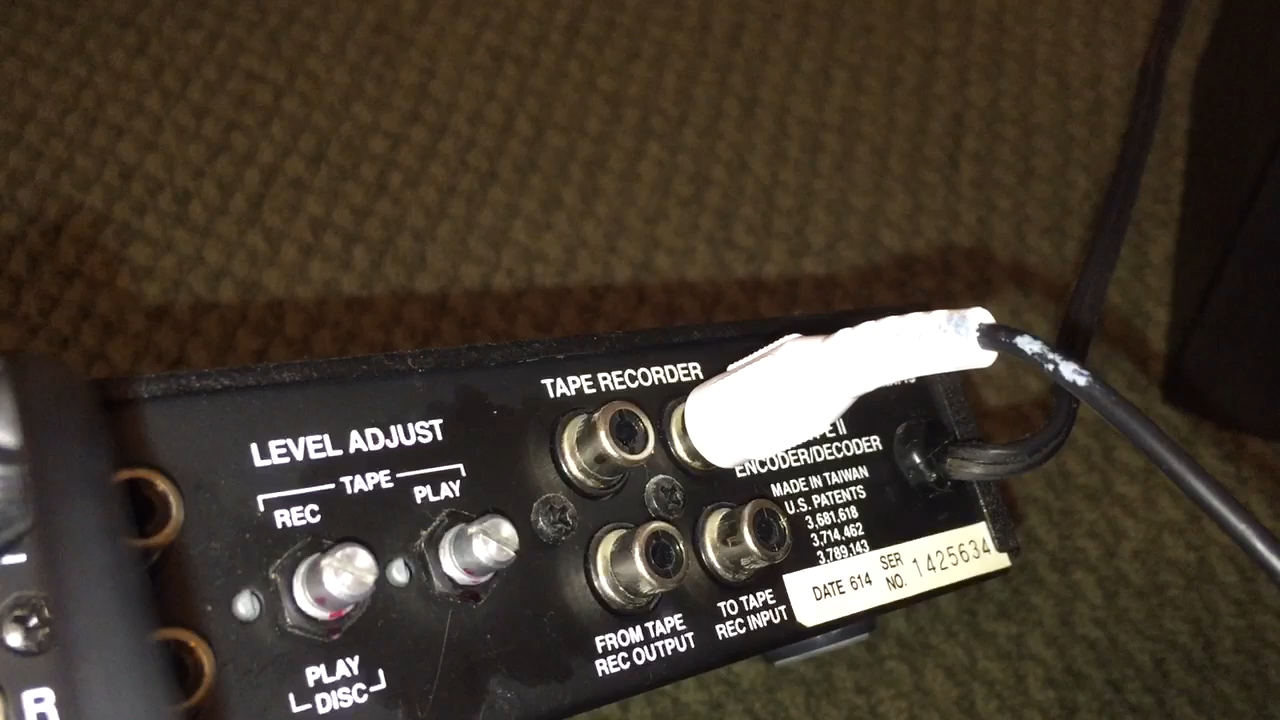 TAPE RECORDER
LEVEL ADJUST
TAPE
REC
PLAY
PLAY
DISC
FROM TAPE
REC OUTPUT
TO TAPE
REC INPUT
II
ENCODER/DECODER
MADE IN TAIWAN
U.S. PATENTS
3,681,618
3,714,462
3,789,143
DATE 614 SER NO. 1425634
R